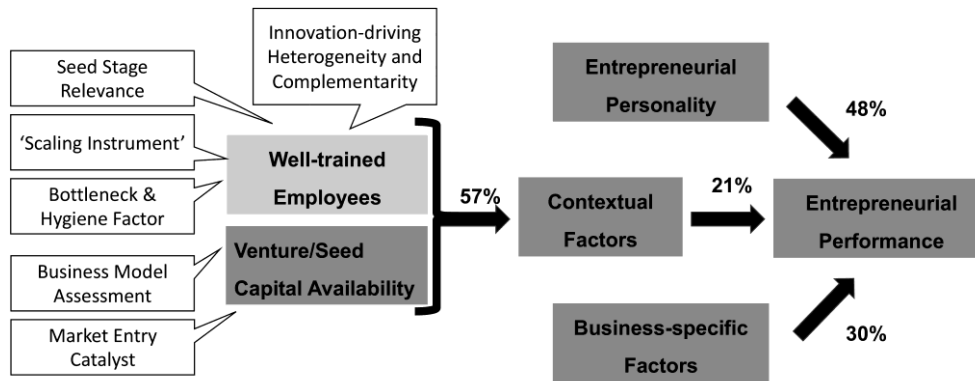 Innovation-driving
Heterogeneity and
Complementarity
Seed Stage
Relevance
‘Scaling Instrument’
Bottleneck &
Hygiene Factor
Business Model
Assessment
Market Entry
Catalyst
Well-trained
Employees
Venture/Seed
Capital Availability
57%
Contextual
Factors
Entrepreneurial
Personality
Business-specific
Factors
48%
21%
30%
Entrepreneurial
Performance